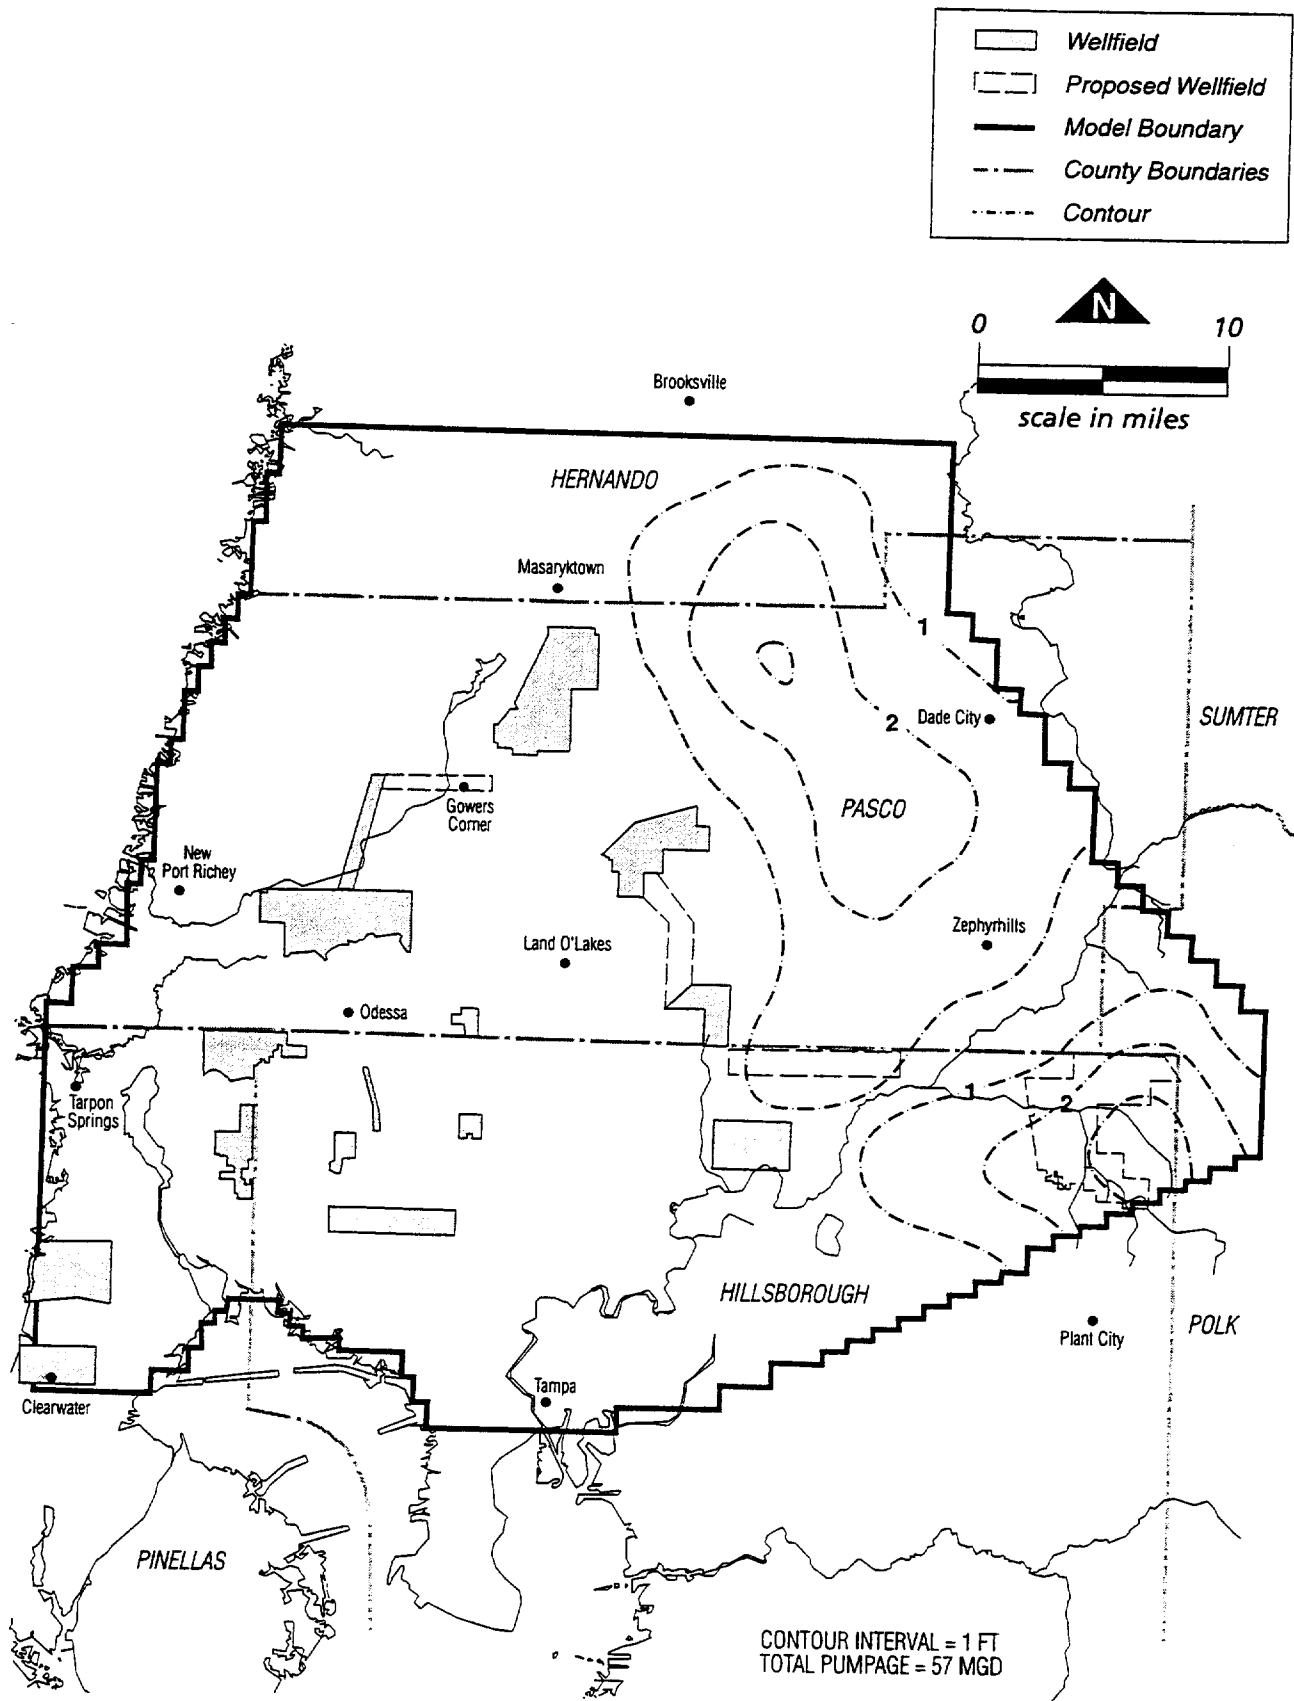 Wellfield
Proposed Wellfield
Model Boundary
County Boundaries
Contour
N
0
10
scale in miles
Brooksville
HERNANDO
Masaryktown
1
2
Dade City
SUMTER
PASCO
Gowers
Corner
New
Port Richey
Zephyrhills
Land O'Lakes
Odessa
Tarpon
Springs
1
2
HILLSBOROUGH
Plant City
POLK
Tampa
Clearwater
PINELLAS
CONTOUR INTERVAL = 1 FT
TOTAL PUMPAGE = 57 MGD